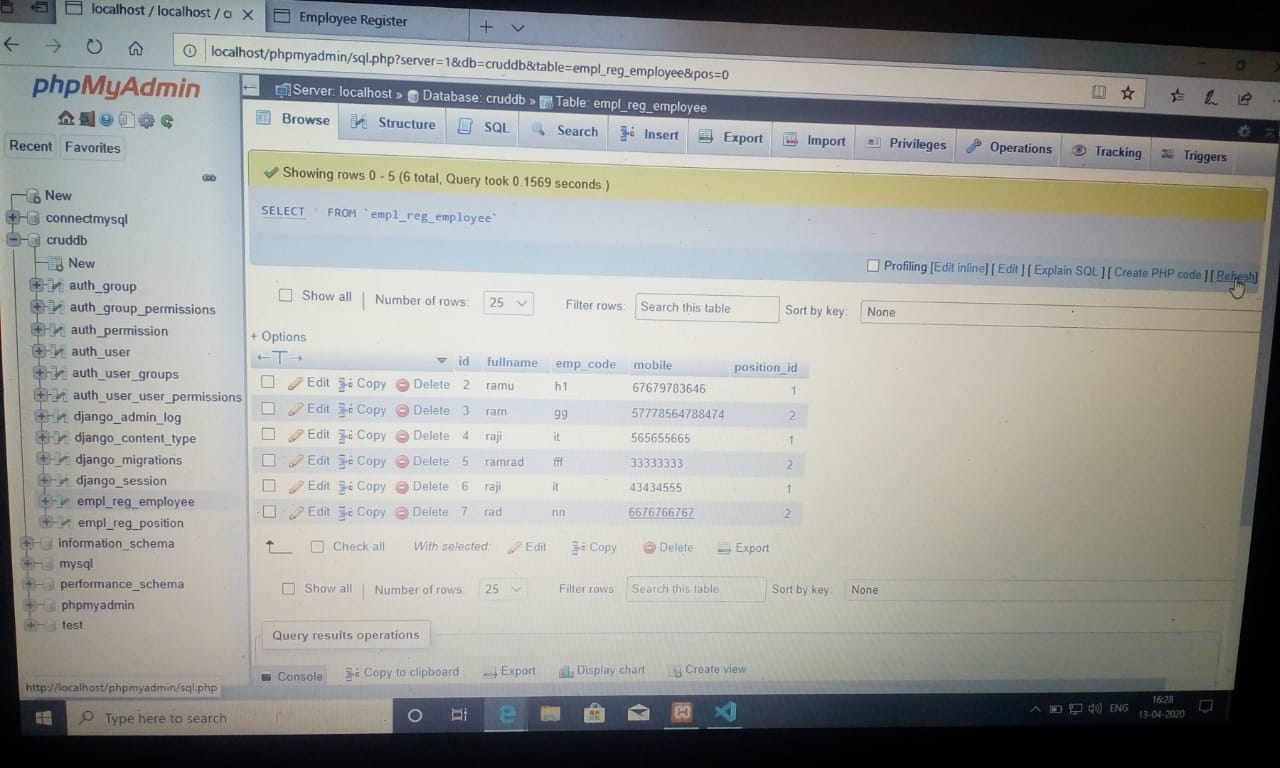 localhost / localhost / c
Employee Register
localhost/phpmyadmin/sql.php?server=1&db=cruddb&table=empl_reg_employee&pos=0
phpMyAdmin
Server: localhost » Database: cruddb » Table: empl_reg_employee
Browse Structure SQL Search Insert Export Import Privileges Operations Tracking Triggers
Recent Favorites
Showing rows 0 - 5 (6 total, Query took 0.1569 seconds.)
SELECT * FROM `empl_reg_employee`
Profiling [Edit inline] [ Edit ] [ Explain SQL ] [ Create PHP code ] [ Refresh]
New
connectmysql
cruddb
New
auth_group
auth_group_permissions
auth_permission
auth_user
auth_user_groups
auth_user_user_permissions
django_admin_log
django_content_type
django_migrations
django_session
empl_reg_employee
empl_reg_position
information_schema
mysql
performance_schema
phpmyadmin
test
Show all | Number of rows: 25 Filter rows: Search this table Sort by key: None
+ Options
id fullname emp_code mobile position_id
Edit Copy Delete 2 ramu h1 67679783646 1
Edit Copy Delete 3 ram gg 57778564788474 2
Edit Copy Delete 4 raji it 565655665 1
Edit Copy Delete 5 ramrad fff 33333333 2
Edit Copy Delete 6 raji it 43434555 1
Edit Copy Delete 7 rad nn 6676766767 2
Check all With selected: Edit Copy Delete Export
Show all | Number of rows: 25 Filter rows: Search this table Sort by key: None
Query results operations
Console Copy to clipboard Export Display chart Create view
http://localhost/phpmyadmin/sql.php
Type here to search
ENG
16:28
13-04-2020